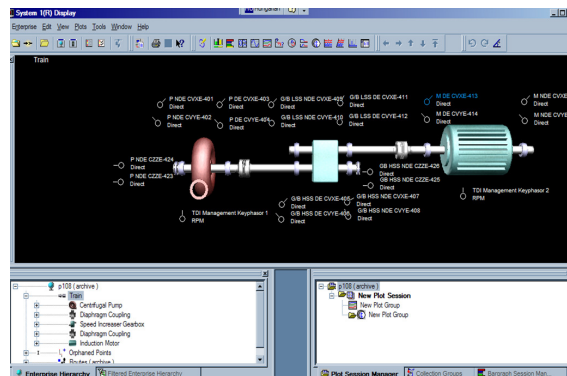 System 1(R) Display
Hungarian
Enterprise Edit View Plots Tools Window Help
Train
P NDE CVXE-401
Direct
P DE CVXE-403
Direct
G/B LSS NDE CVXE-409
Direct
G/B LSS DE CVXE-411
Direct
M DE CVXE-413
Direct
M NDE CVXE
Direct
P NDE CVYE-402
Direct
P DE CVYE-404
Direct
G/B LSS NDE CVYE-410
Direct
G/B LSS DE CVYE-412
Direct
M DE CVYE-414
Direct
M NDE CVYE
Direct
P NDE CZZE-424
Direct
P NDE CZZE-423
Direct
GB HSS NDE CZZE-426
Direct
GB HSS NDE CZZE-425
Direct
TDI Management Keyphasor 1
RPM
G/B HSS DE CVXE-405
Direct
G/B HSS DE CVYE-406
Direct
G/B HSS NDE CVXE-407
Direct
G/B HSS NDE CVYE-408
Direct
TDI Management Keyphasor 2
RPM
p108 (archive)
Train
Centrifugal Pump
Diaphragm Coupling
Speed Increaser Gearbox
Diaphragm Coupling
Induction Motor
Orphaned Points
Routes (archive)
Enterprise Hierarchy
Filtered Enterprise Hierarchy
p108 (archive)
New Plot Session
New Plot Group
New Plot Group
Plot Session Manager
Collection Groups
Bargraph Session Man...